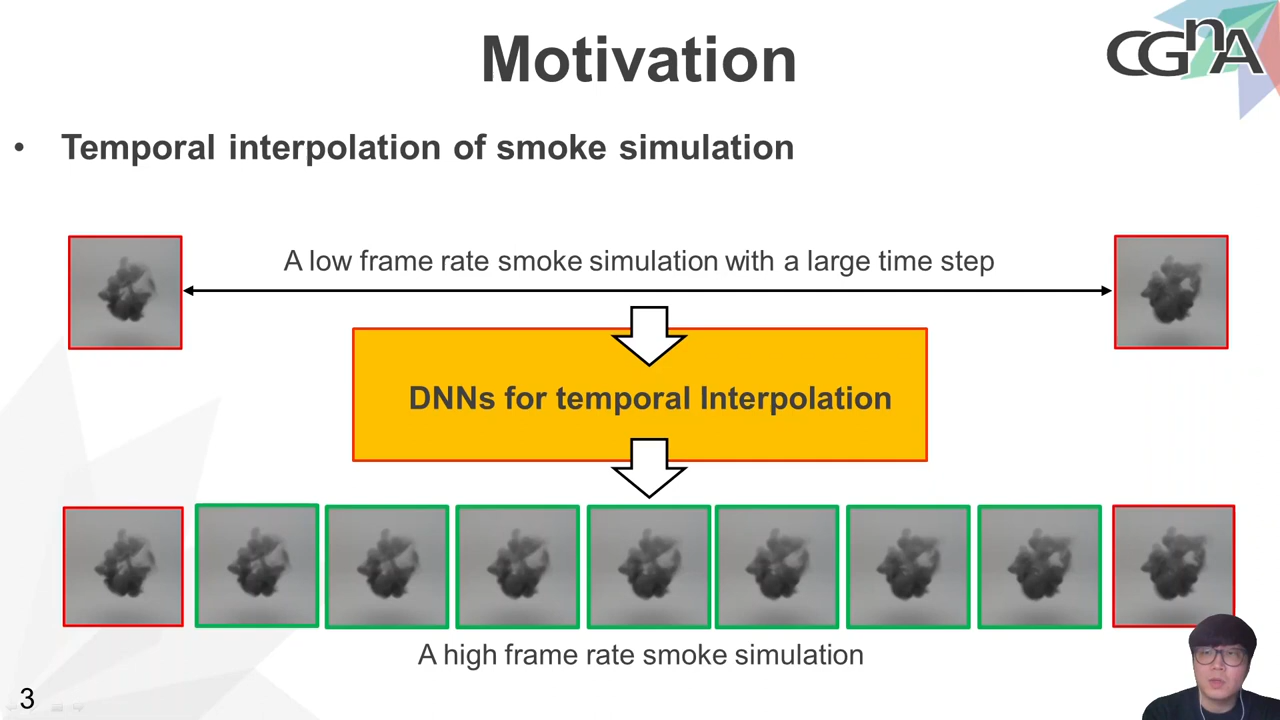 Motivation
CGnA
• Temporal interpolation of smoke simulation
A low frame rate smoke simulation with a large time step
DNNs for temporal Interpolation
A high frame rate smoke simulation
3